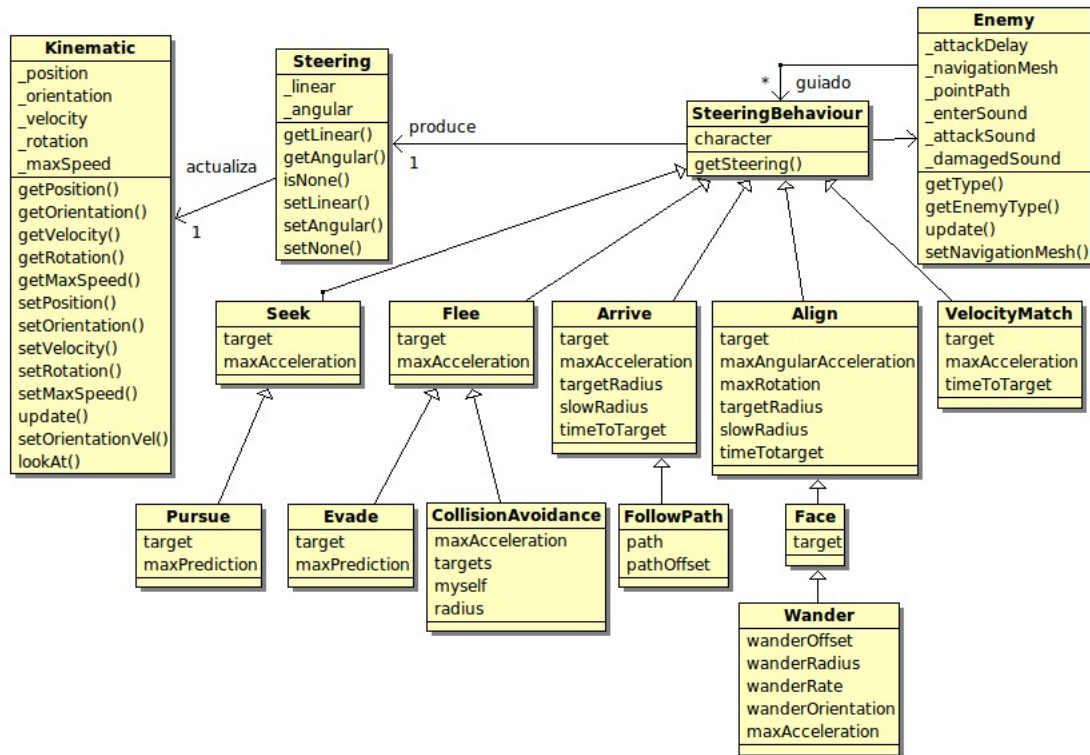 Kinematic
_position
_orientation
_velocity
_rotation
_maxSpeed
getPosition()
getOrientation()
getVelocity()
getRotation()
getMaxSpeed()
setPosition()
setOrientation()
setVelocity()
setRotation()
setMaxSpeed()
update()
setOrientationVel()
lookAt()
actualiza
1
Steering
_linear
_angular
getLinear()
getAngular()
isNone()
setLinear()
setAngular()
setNone()
produce
1
SteeringBehaviour
character
getSteering()
*
guiado
Enemy
_attackDelay
_navigationMesh
_pointPath
_enterSound
_attackSound
_damagedSound
getType()
getEnemyType()
update()
setNavigationMesh()
Seek
target
maxAcceleration
Flee
target
maxAcceleration
Arrive
target
maxAcceleration
targetRadius
slowRadius
timeToTarget
Align
target
maxAngularAcceleration
maxRotation
targetRadius
slowRadius
timeTotarget
VelocityMatch
target
maxAcceleration
timeToTarget
Pursue
target
maxPrediction
Evade
target
maxPrediction
CollisionAvoidance
maxAcceleration
targets
myself
radius
FollowPath
path
pathOffset
Face
target
Wander
wanderOffset
wanderRadius
wanderRate
wanderOrientation
maxAcceleration